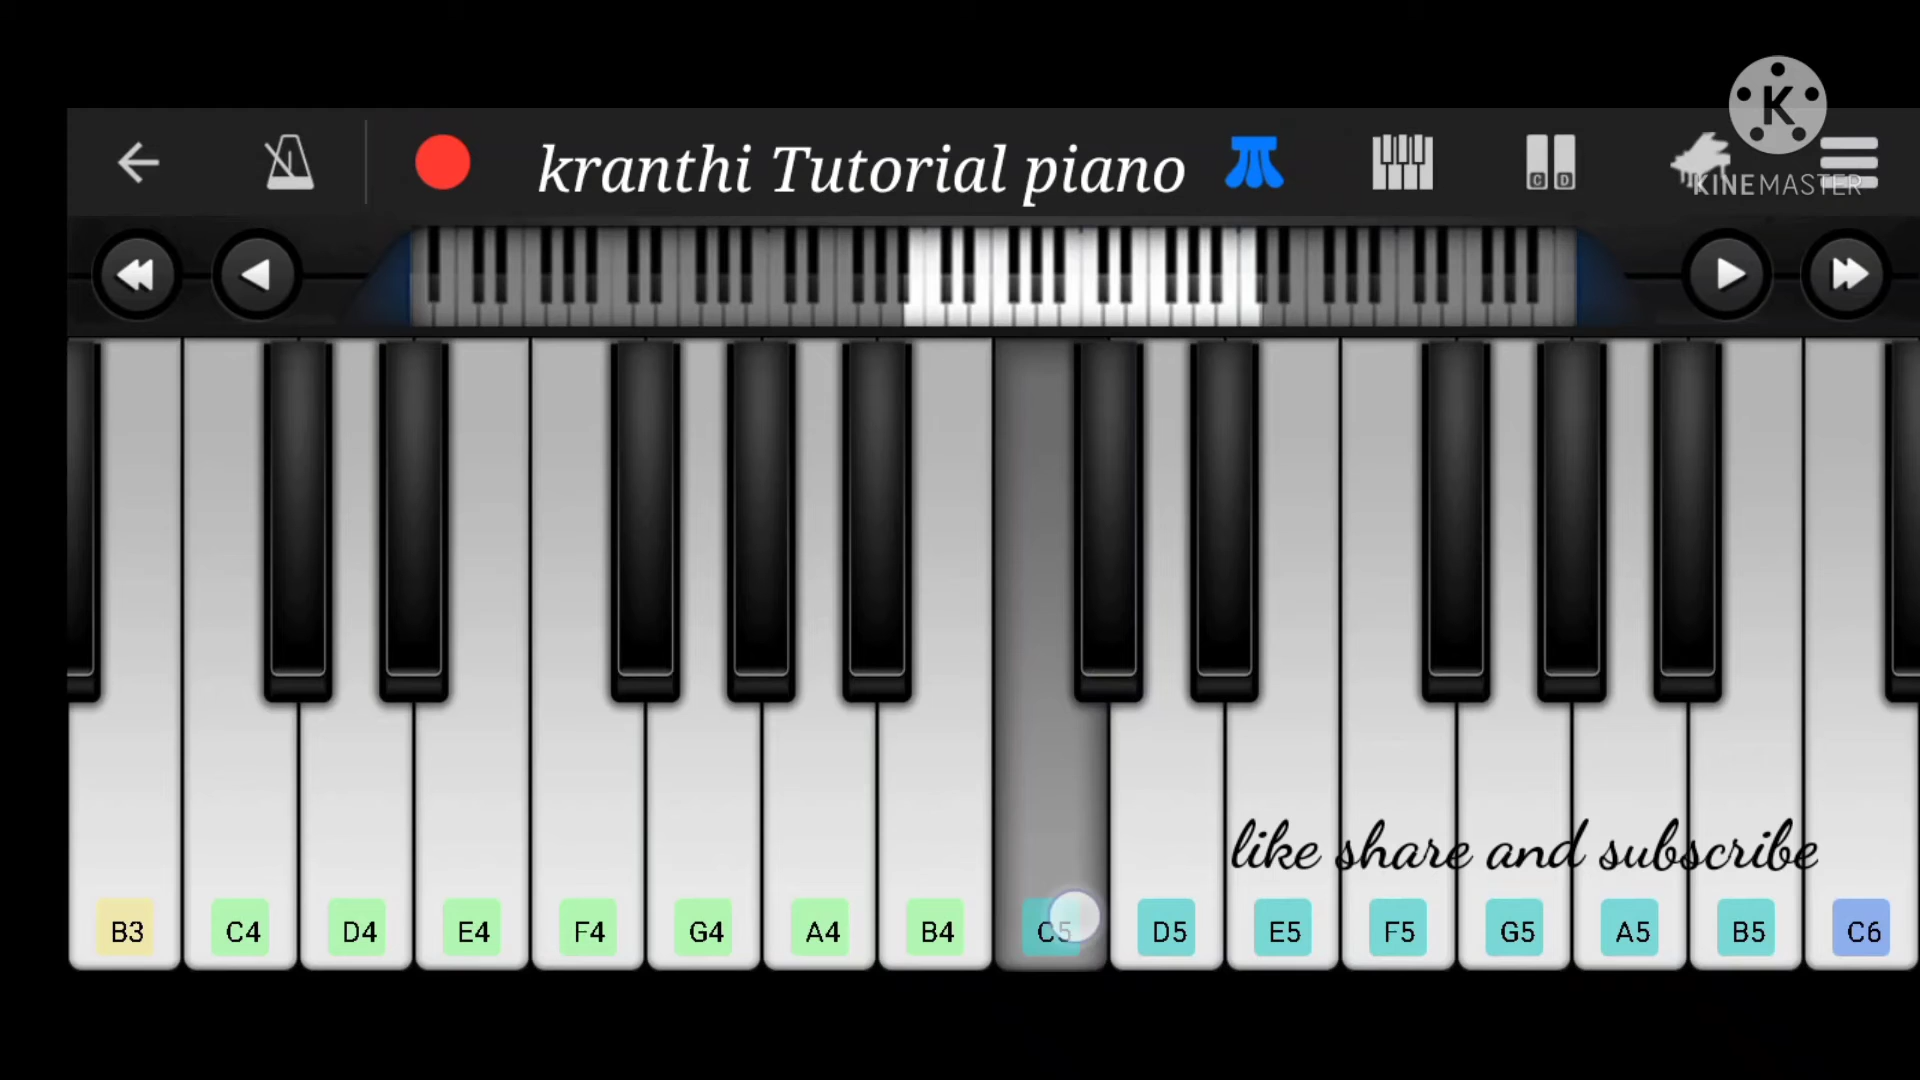 K
kranthi Tutorial piano
KINEMASTER
C D
like share and subscribe
B3 C4 D4 E4 F4 G4 A4 B4 C5 D5 E5 F5 G5 A5 B5 C6